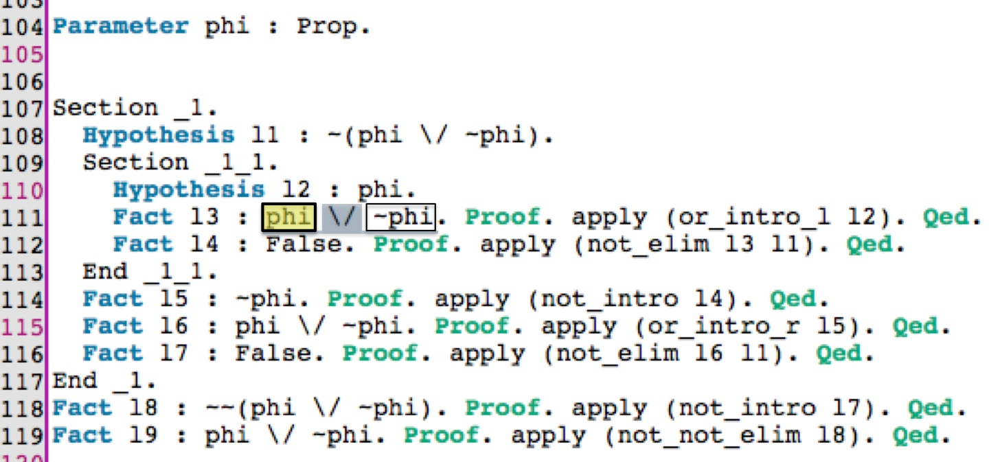 103
104 Parameter phi : Prop.
105
106
107 Section _1.
108 Hypothesis l1 : ~(phi \/ ~phi).
109 Section _1_1.
110 Hypothesis l2 : phi.
111 Fact l3 : phi \/ ~phi. Proof. apply (or_intro_l l2). Qed.
112 Fact l4 : False. Proof. apply (not_elim l3 l1). Qed.
113 End _1_1.
114 Fact l5 : ~phi. Proof. apply (not_intro l4). Qed.
115 Fact l6 : phi \/ ~phi. Proof. apply (or_intro_r l5). Qed.
116 Fact l7 : False. Proof. apply (not_elim l6 l1). Qed.
117 End _1.
118 Fact l8 : ~~(phi \/ ~phi). Proof. apply (not_intro l7). Qed.
119 Fact l9 : phi \/ ~phi. Proof. apply (not_not_elim l8). Qed.
120